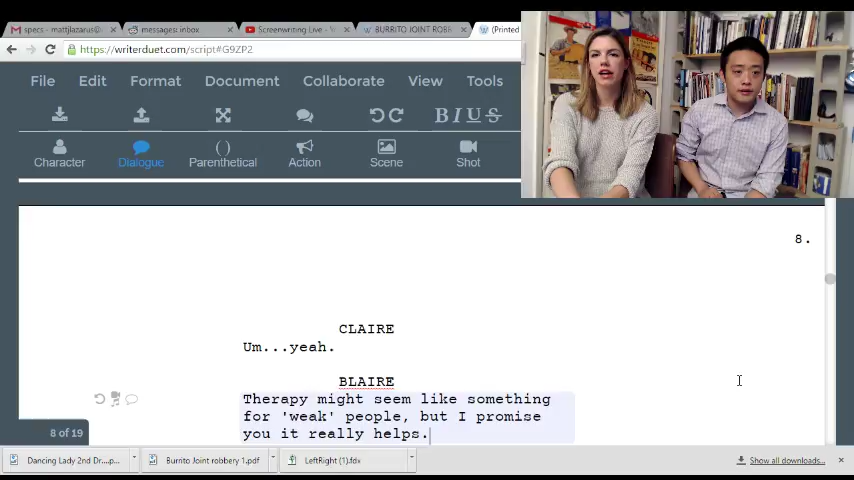 specs - mattjlazarus@gmail.c
messages: inbox
Screenwriting Live - W
BURRITO JOINT ROBB
(Printed
https://writerduet.com/script#G9ZP2
File Edit Format Document Collaborate View Tools
B I U S
Character Dialogue Parenthetical Action Scene Shot
8.
CLAIRE
Um...yeah.
BLAIRE
Therapy might seem like something
for 'weak' people, but I promise
you it really helps.
8 of 19
Dancing Lady 2nd Dr....p...
Burrito Joint robbery 1.pdf
LeftRight (1).fdx
Show all downloads...